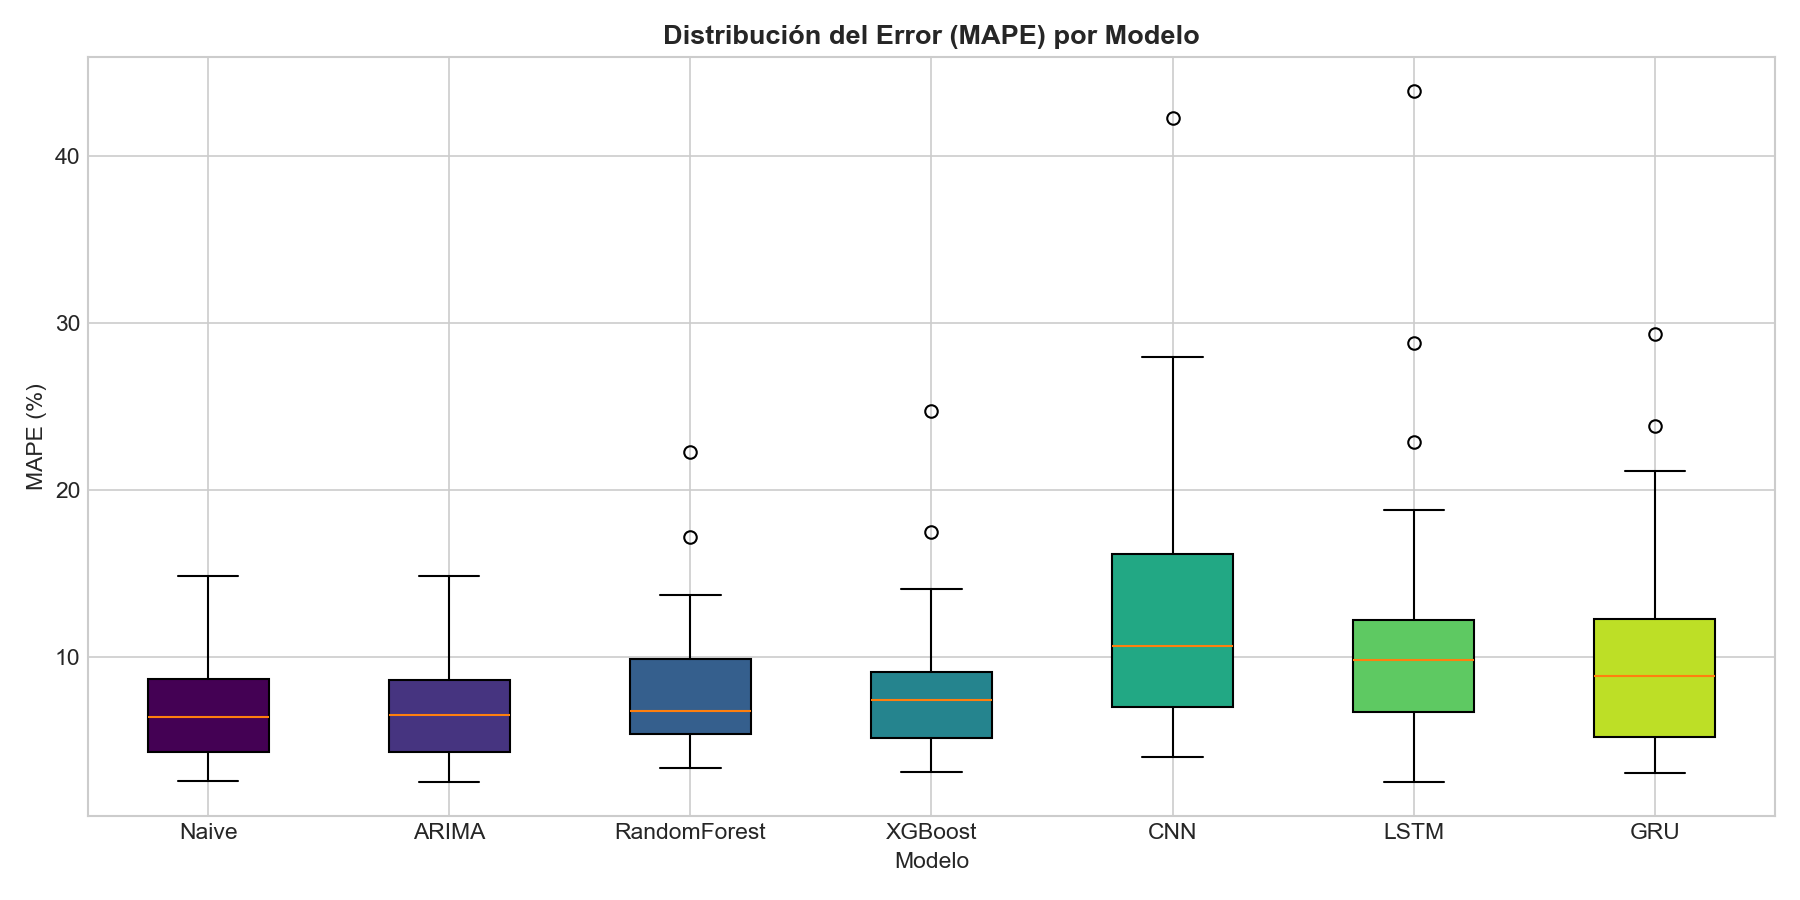 Distribución del Error (MAPE) por Modelo
MAPE (%)
40
30
20
10
Naive ARIMA RandomForest XGBoost CNN LSTM GRU
Modelo